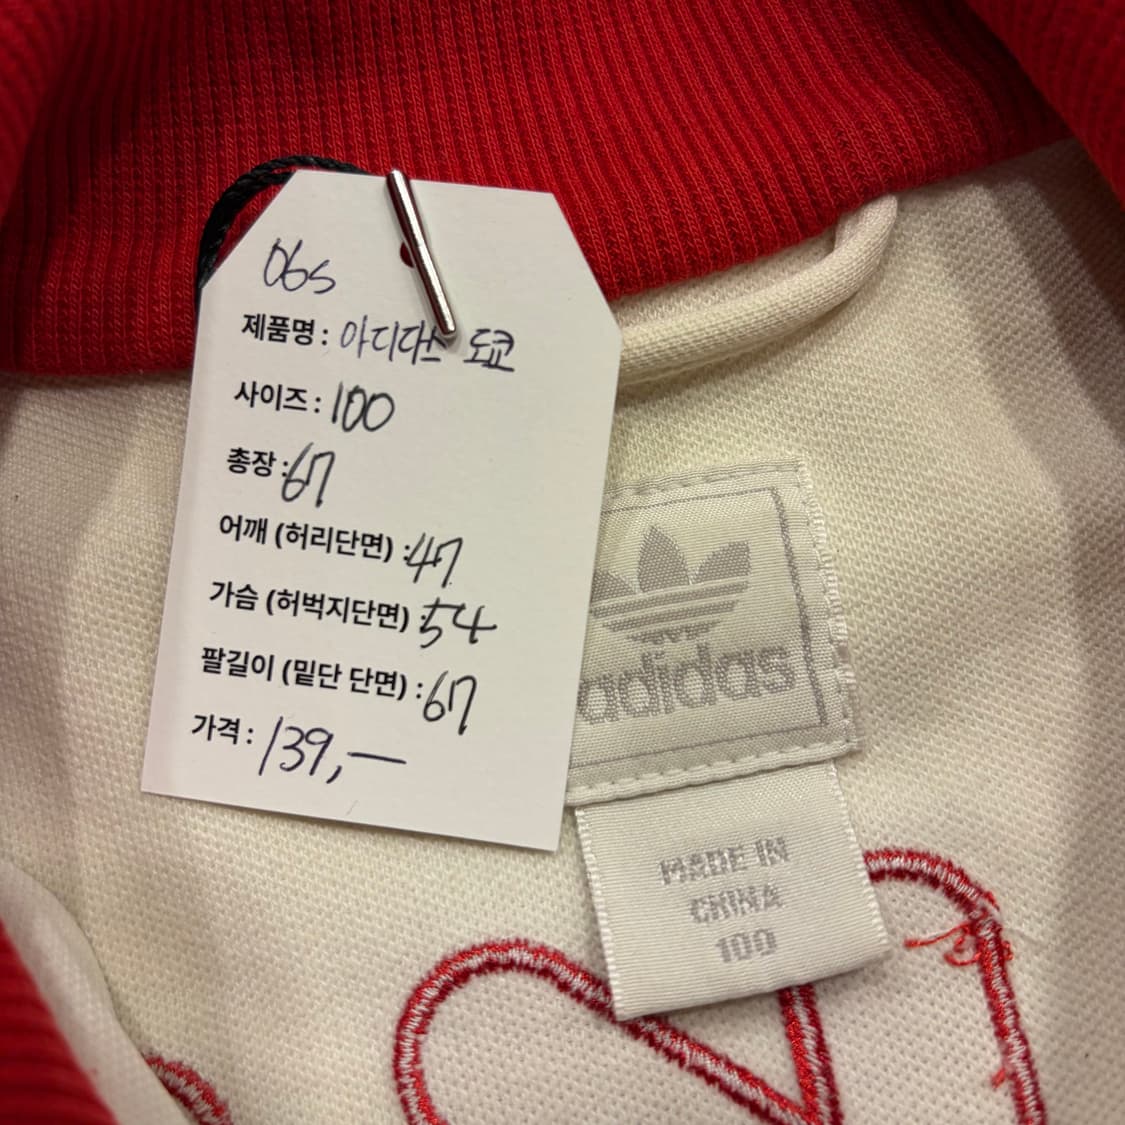 06s
제품명 : 아디다스 도쿄
사이즈 : 100
총장 : 67
어깨 (허리단면) : 47
가슴 (허벅지단면) : 54
팔길이 (밑단 단면) : 67
가격 : 139,—
adidas
MADE IN
CHINA
100